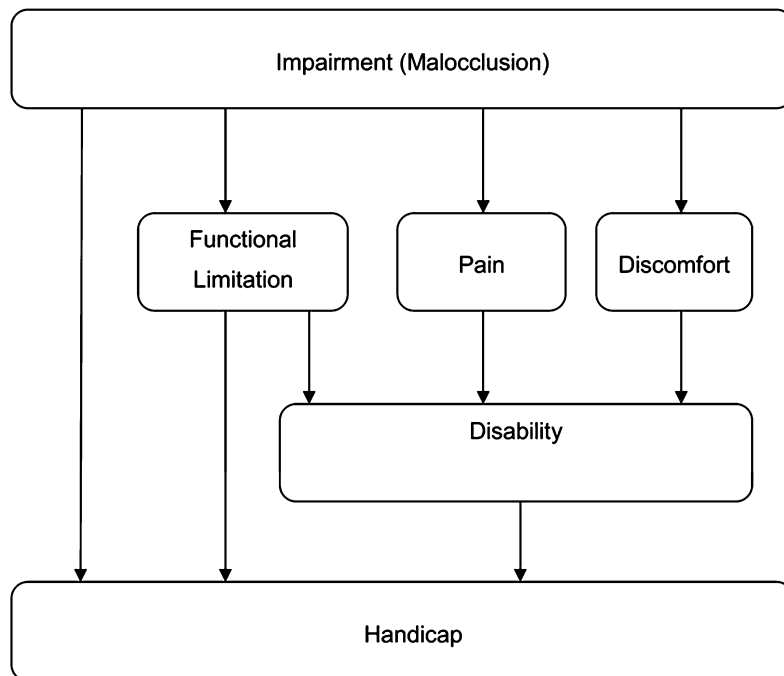 Impairment (Malocclusion)
Functional
Limitation
Pain
Discomfort
Disability
Handicap